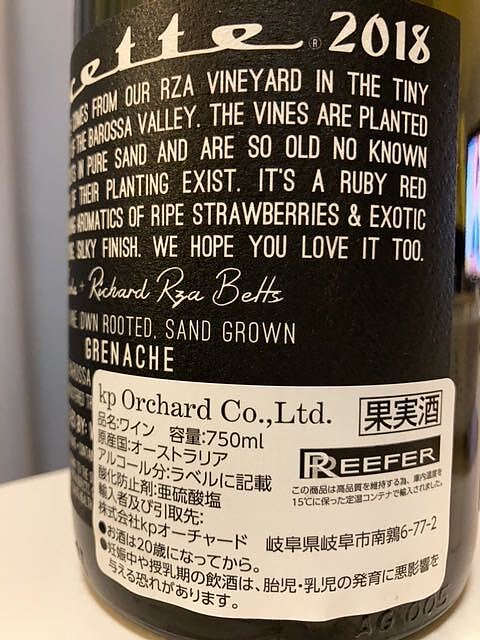 cette® 2018
COMES FROM OUR RZA VINEYARD IN THE TINY
OF THE BAROSSA VALLEY. THE VINES ARE PLANTED
IN PURE SAND AND ARE SO OLD NO KNOWN
OF THEIR PLANTING EXIST. IT'S A RUBY RED
AROMATICS OF RIPE STRAWBERRIES & EXOTIC
SILKY FINISH. WE HOPE YOU LOVE IT TOO.
+ Richard Rza Betts
OWN ROOTED, SAND GROWN
GRENACHE
BAROSSA
kp Orchard Co.,Ltd.
果実酒
品名:ワイン 容量:750ml
原産国:オーストラリア
アルコール分:ラベルに記載
酸化防止剤:亜硫酸塩
輸入者及び引取先:
株式会社kpオーチャード 岐阜県岐阜市南鶉6-77-2
REEFER
この商品は高品質を維持する為、庫内温度を
15℃に保った定温コンテナで輸入されました。
●お酒は20歳になってから。
●妊娠中や授乳期の飲酒は、胎児・乳児の発育に悪影響を
与える恐れがあります。